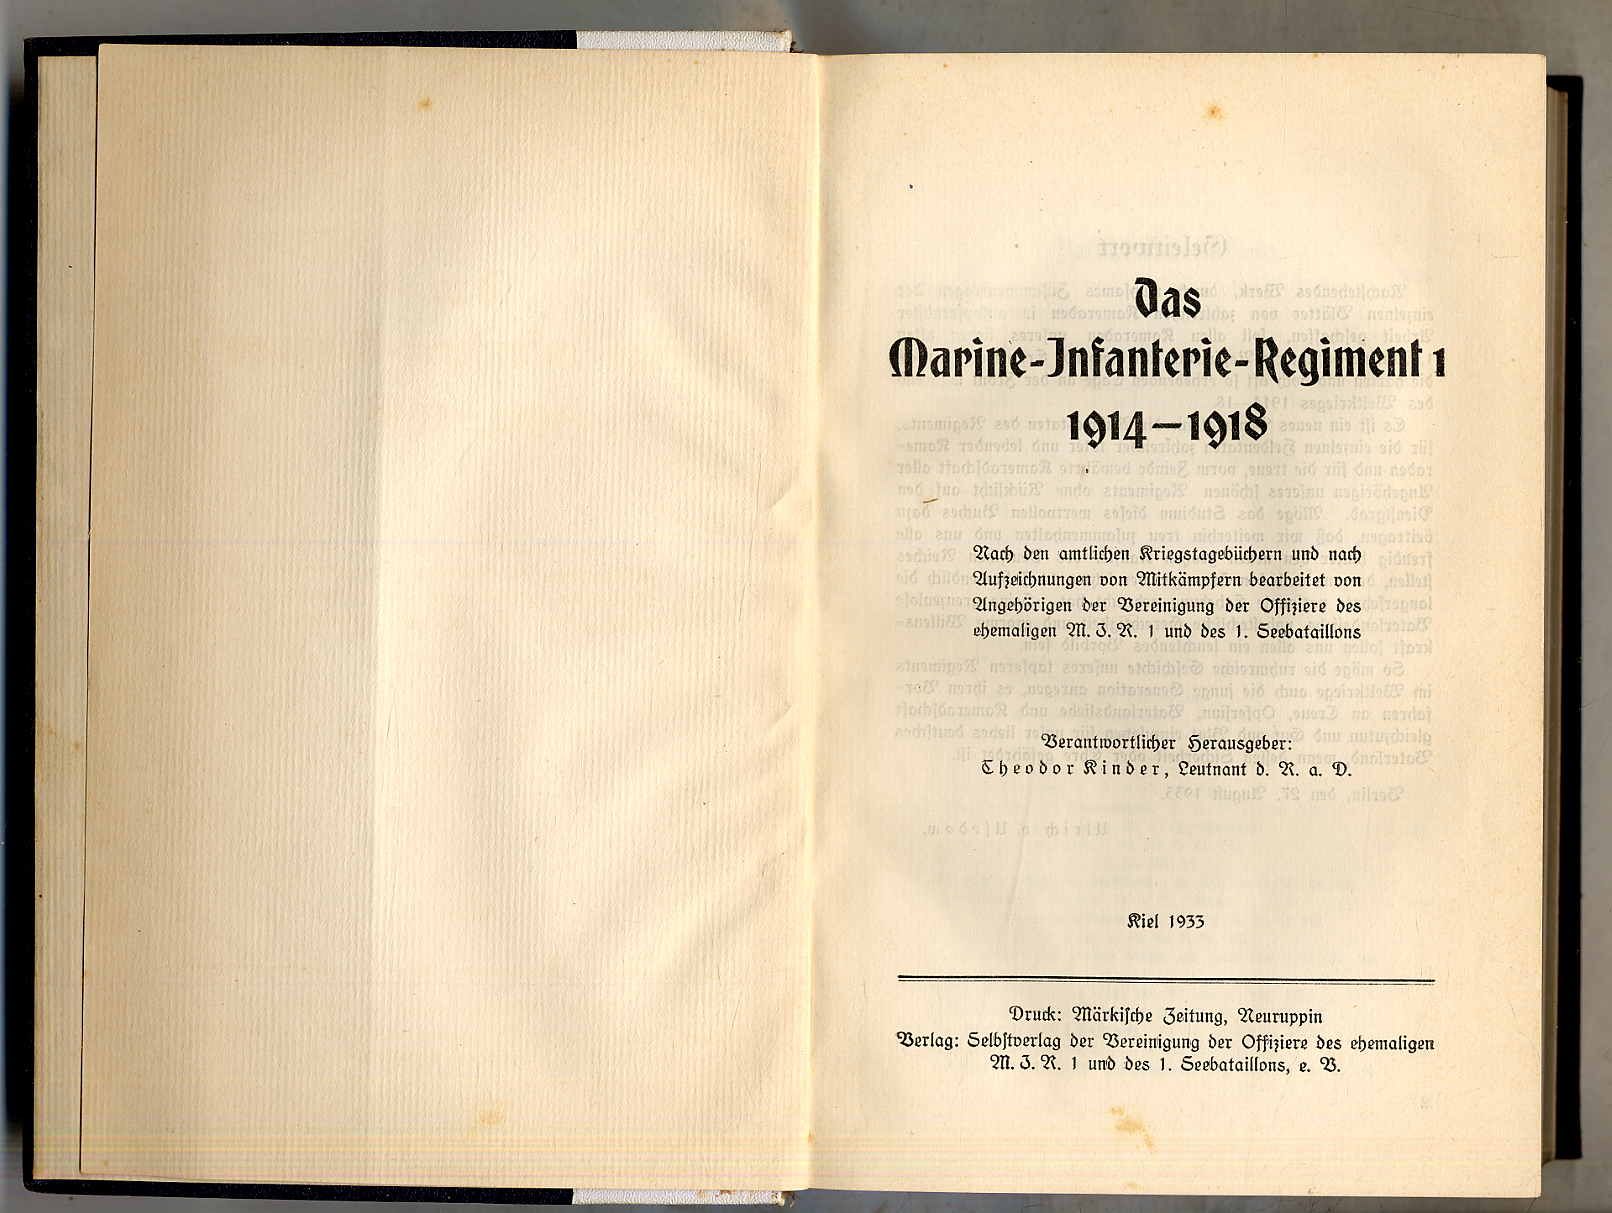 Das
Marine-Infanterie-Regiment 1
1914–1918
Nach den amtlichen Kriegstagebüchern und nach
Aufzeichnungen von Mitkämpfern bearbeitet von
Angehörigen der Vereinigung der Offiziere des
ehemaligen M. I. R. 1 und des 1. Seebataillons
Verantwortlicher Herausgeber:
Theodor Kinder, Leutnant d. R. a. D.
Kiel 1933
Druck: Märkische Zeitung, Neuruppin
Verlag: Selbstverlag der Vereinigung der Offiziere des ehemaligen
M. I. R. 1 und des 1. Seebataillons, e. V.